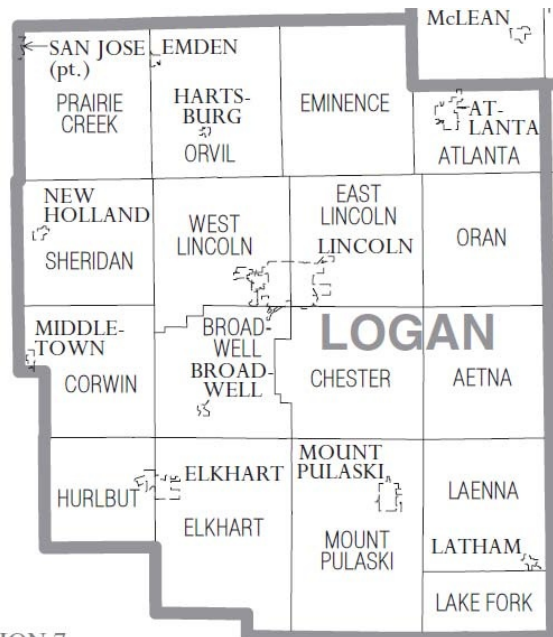 McLEAN
SAN JOSE
(pt.)
EMDEN
PRAIRIE
CREEK
HARTS-
BURG
ORVIL
EMINENCE
AT-
LANTA
ATLANTA
NEW
HOLLAND
SHERIDAN
WEST
LINCOLN
EAST
LINCOLN
LINCOLN
ORAN
MIDDLE-
TOWN
CORWIN
BROAD-
WELL
BROAD-
WELL
LOGAN
CHESTER
AETNA
HURLBUT
ELKHART
ELKHART
MOUNT
PULASKI
MOUNT
PULASKI
LAENNA
LATHAM
LAKE FORK